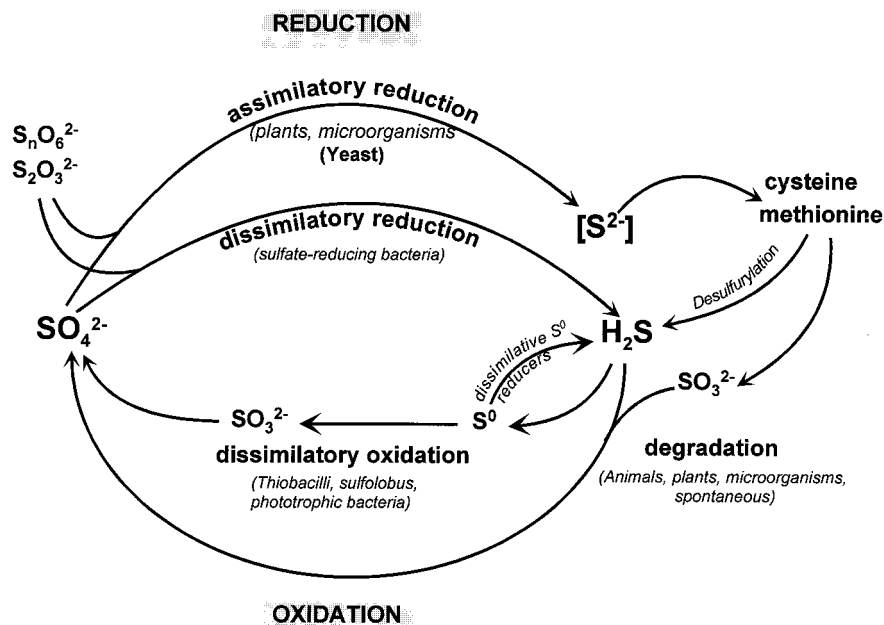 REDUCTION
assimilatory reduction
(plants, microorganisms
(Yeast)
SₙO₆²⁻
S₂O₃²⁻
dissimilatory reduction
(sulfate-reducing bacteria)
[S²⁻]
cysteine
methionine
Desulfurylation
SO₄²⁻
H₂S
dissimilative S⁰
reducers
SO₃²⁻
SO₃²⁻
S⁰
dissimilatory oxidation
(Thiobacilli, sulfolobus,
phototrophic bacteria)
degradation
(Animals, plants, microorganisms,
spontaneous)
OXIDATION